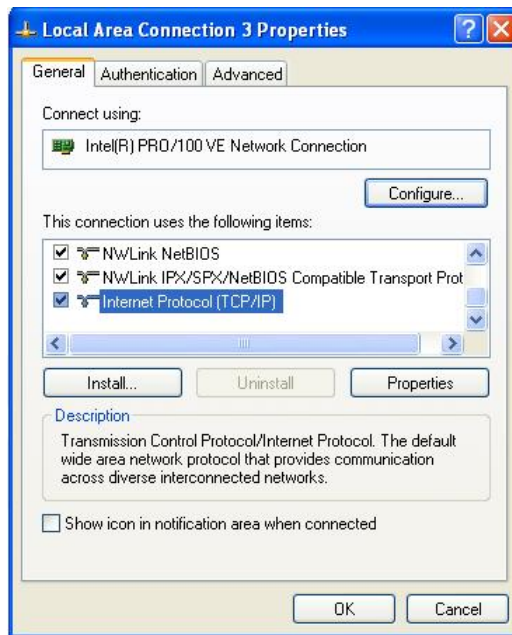 Local Area Connection 3 Properties
General Authentication Advanced
Connect using:
Intel(R) PRO/100 VE Network Connection
Configure...
This connection uses the following items:
NWLink NetBIOS
NWLink IPX/SPX/NetBIOS Compatible Transport Prot
Internet Protocol (TCP/IP)
Install... Uninstall Properties
Description
Transmission Control Protocol/Internet Protocol. The default
wide area network protocol that provides communication
across diverse interconnected networks.
Show icon in notification area when connected
OK Cancel